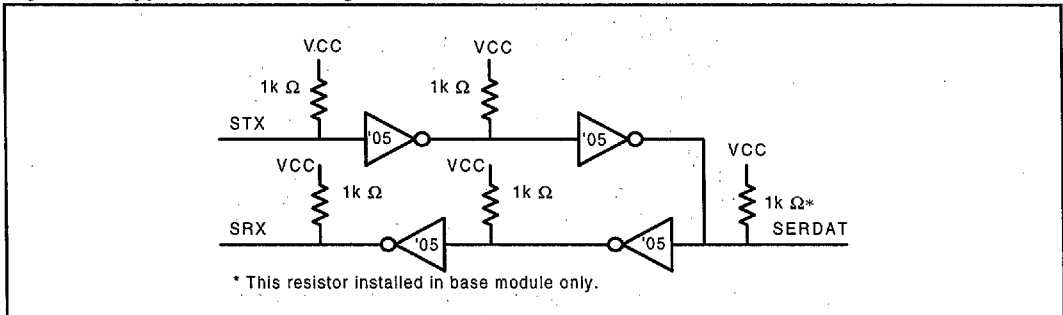 VCC VCC
1k Ω 1k Ω
STX '05 '05
VCC
VCC VCC
1k Ω 1k Ω 1k Ω*
SRX '05 '05 SERDAT
* This resistor installed in base module only.